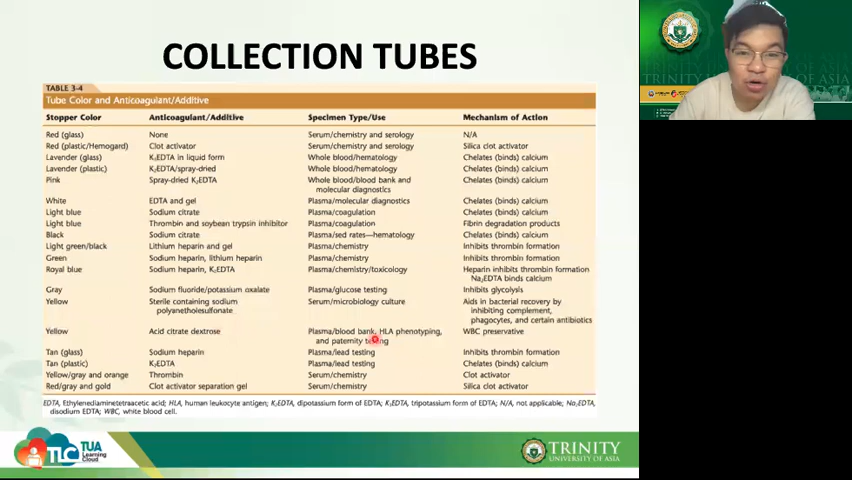 COLLECTION TUBES
TABLE 3-4
Tube Color and Anticoagulant/Additive
Stopper Color Anticoagulant/Additive Specimen Type/Use Mechanism of Action
Red (glass) None Serum/chemistry and serology N/A
Red (plastic/Hemogard) Clot activator Serum/chemistry and serology Silica clot activator
Lavender (glass) K₃EDTA in liquid form Whole blood/hematology Chelates (binds) calcium
Lavender (plastic) K₂EDTA/spray-dried Whole blood/hematology Chelates (binds) calcium
Pink Spray-dried K₂EDTA Whole blood/blood bank and Chelates (binds) calcium
molecular diagnostics
White EDTA and gel Plasma/molecular diagnostics Chelates (binds) calcium
Light blue Sodium citrate Plasma/coagulation Chelates (binds) calcium
Light blue Thrombin and soybean trypsin inhibitor Plasma/coagulation Fibrin degradation products
Black Sodium citrate Plasma/sed rates—hematology Chelates (binds) calcium
Light green/black Lithium heparin and gel Plasma/chemistry Inhibits thrombin formation
Green Sodium heparin, lithium heparin Plasma/chemistry Inhibits thrombin formation
Royal blue Sodium heparin, K₂EDTA Plasma/chemistry/toxicology Heparin inhibits thrombin formation
Na₂EDTA binds calcium
Gray Sodium fluoride/potassium oxalate Plasma/glucose testing Inhibits glycolysis
Yellow Sterile containing sodium Serum/microbiology culture Aids in bacterial recovery by
polyanetholesulfonate inhibiting complement,
phagocytes, and certain antibiotics
Yellow Acid citrate dextrose Plasma/blood bank, HLA phenotyping, WBC preservative
and paternity testing
Tan (glass) Sodium heparin Plasma/lead testing Inhibits thrombin formation
Tan (plastic) K₂EDTA Plasma/lead testing Chelates (binds) calcium
Yellow/gray and orange Thrombin Serum/chemistry Clot activator
Red/gray and gold Clot activator separation gel Serum/chemistry Silica clot activator
EDTA, Ethylenediaminetetraacetic acid; HLA, human leukocyte antigen; K₂EDTA, dipotassium form of EDTA; K₃EDTA, tripotassium form of EDTA; N/A, not applicable; Na₂EDTA,
disodium EDTA; WBC, white blood cell.
TLC TUA
Learning
Cloud
TRINITY
UNIVERSITY OF ASIA